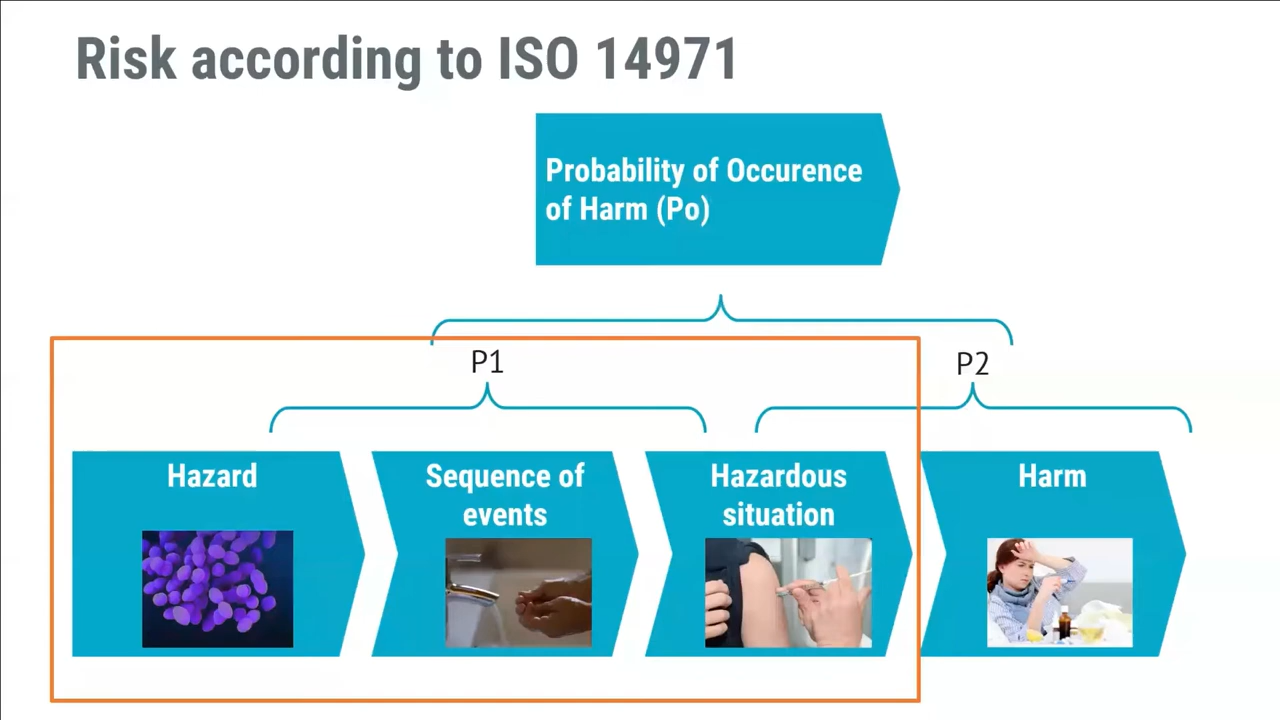 Risk according to ISO 14971
Probability of Occurence
of Harm (Po)
P1
P2
Hazard
Sequence of
events
Hazardous
situation
Harm